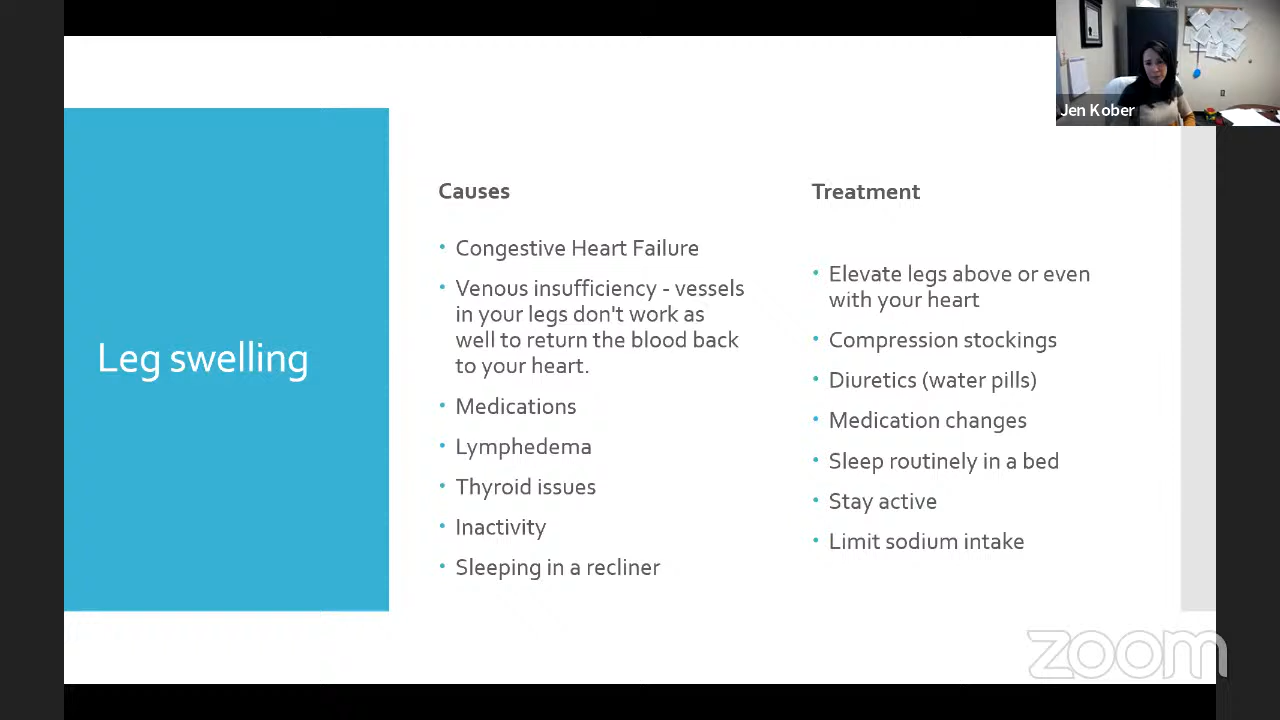 Jen Kober
Leg swelling
Causes
• Congestive Heart Failure
• Venous insufficiency - vessels
in your legs don't work as
well to return the blood back
to your heart.
• Medications
• Lymphedema
• Thyroid issues
• Inactivity
• Sleeping in a recliner
Treatment
• Elevate legs above or even
with your heart
• Compression stockings
• Diuretics (water pills)
• Medication changes
• Sleep routinely in a bed
• Stay active
• Limit sodium intake
zoom